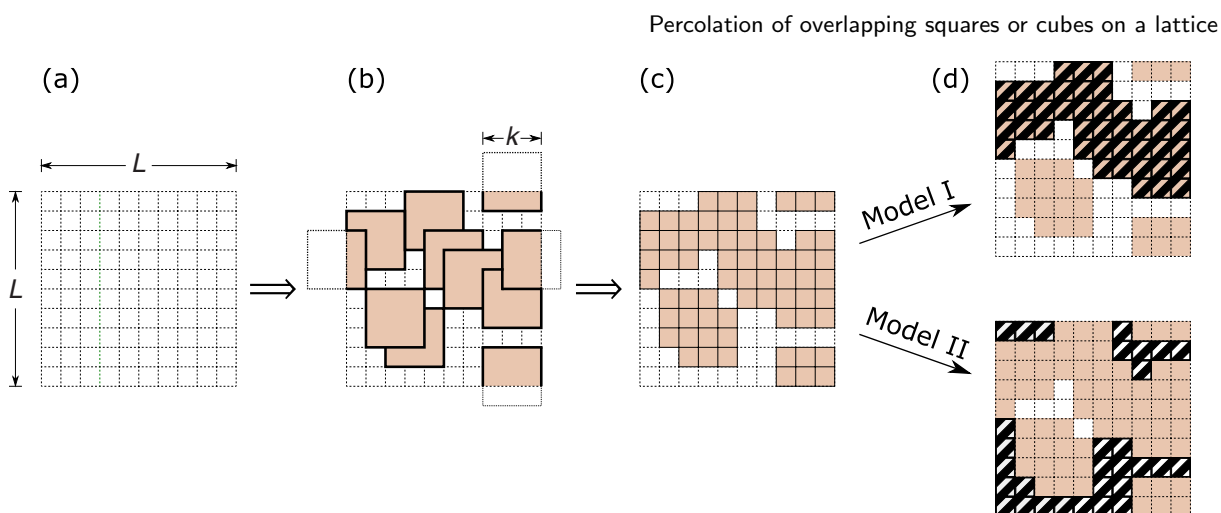 Percolation of overlapping squares or cubes on a lattice
(a)
(b)
(c)
(d)
k
L
L
Model I
Model II